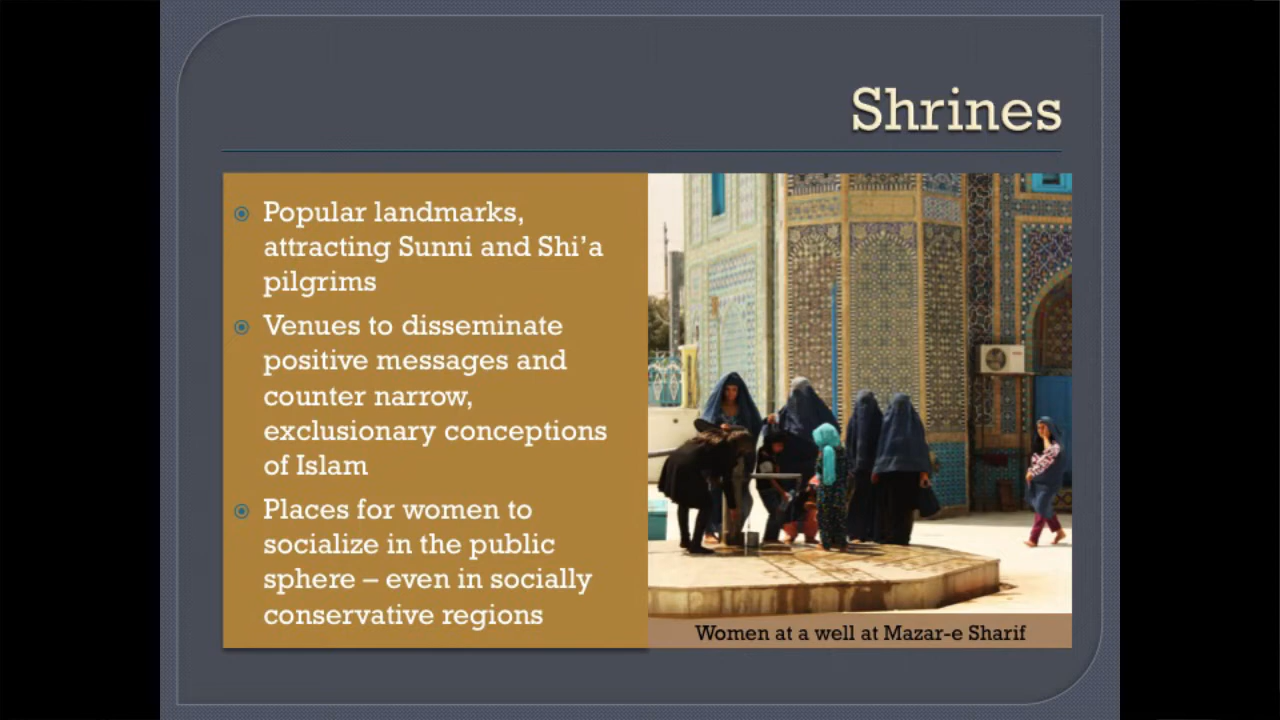 Shrines
Popular landmarks,
attracting Sunni and Shi’a
pilgrims
Venues to disseminate
positive messages and
counter narrow,
exclusionary conceptions
of Islam
Places for women to
socialize in the public
sphere – even in socially
conservative regions
Women at a well at Mazar-e Sharif